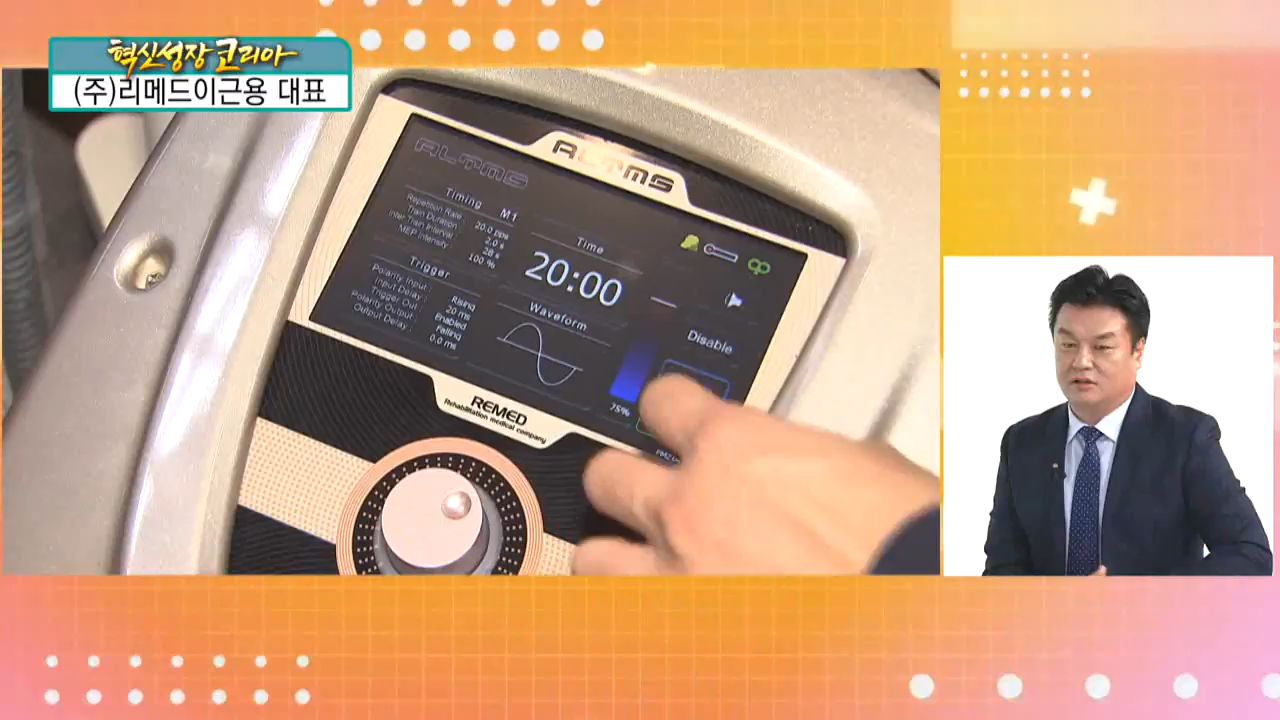 혁신성장 코리아
(주)리메드이근용 대표
ALTMS
ALTMS
Timing M1
Repetition Rate : 20.0 pps
Train Duration : 2.0 s
Inter Train Interval : 28 s
MEP Intensity : 100 %
Time
20:00
Trigger
Polarity Input : Rising
Input Delay : 20 ms
Trigger Out : Enabled
Polarity Output : Falling
Output Delay : 0.0 ms
Waveform
Disable
75%
REMED
Rehabilitation medical company